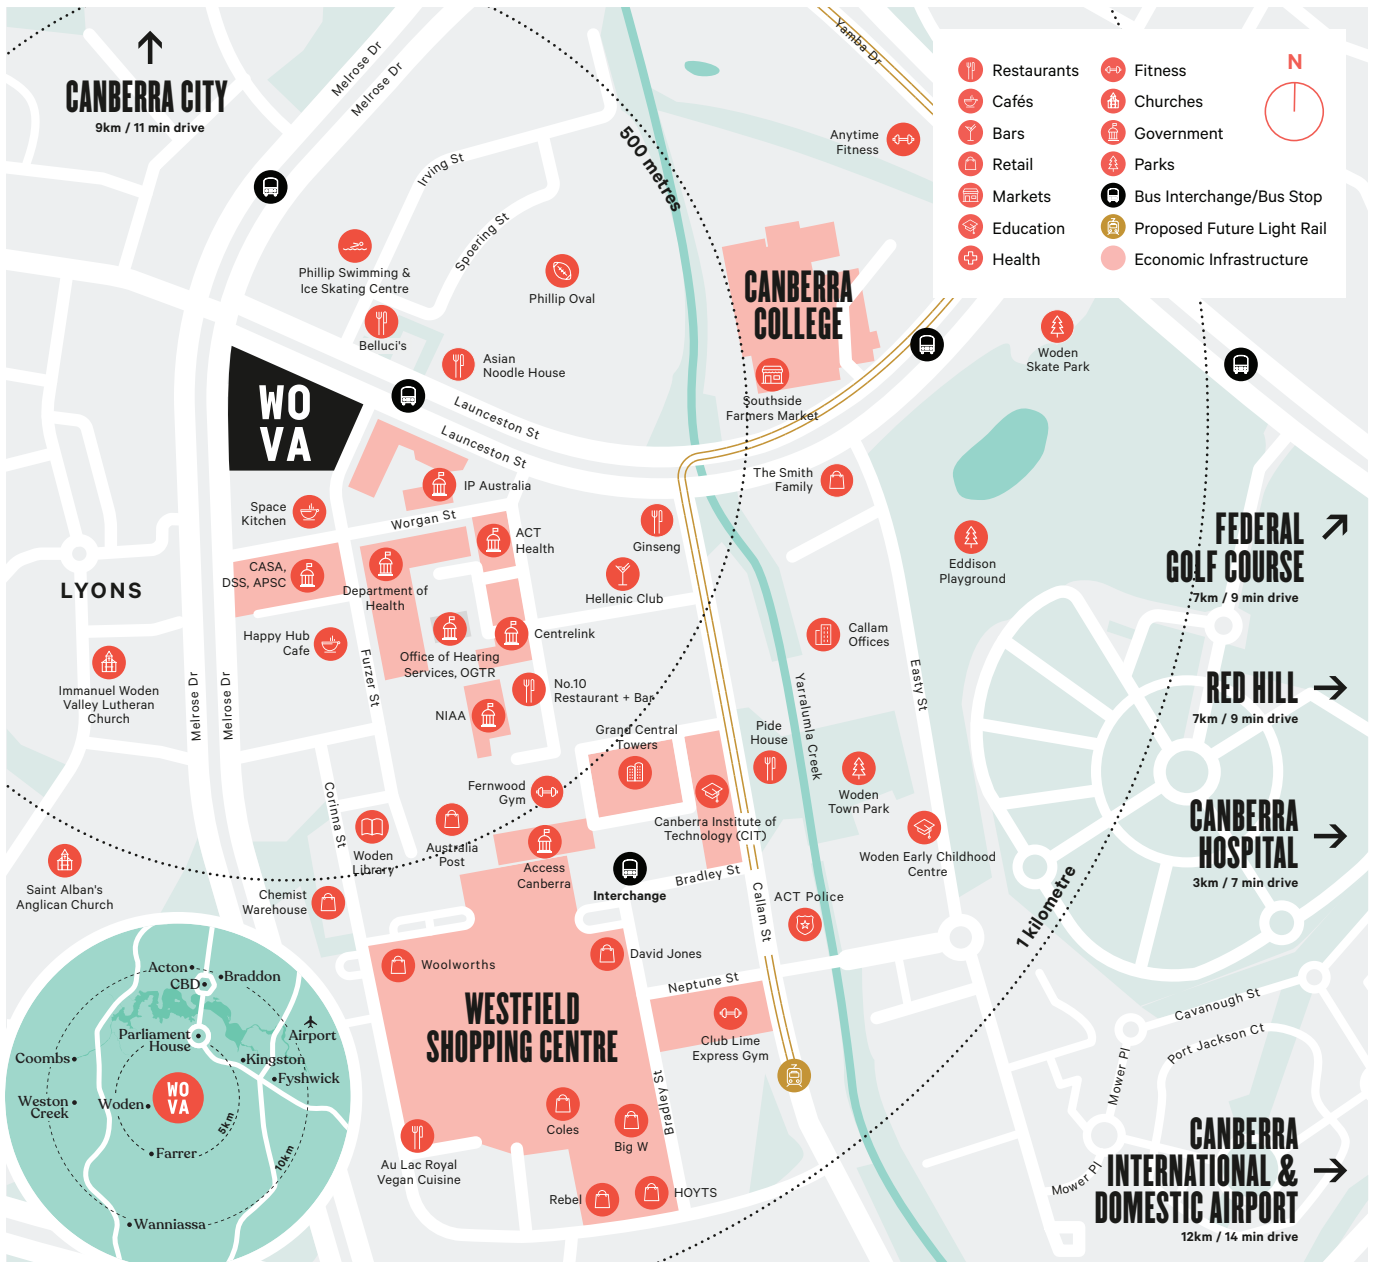 CANBERRA CITY
9km / 11 min drive
Melrose Dr
Melrose Dr
Yamba Dr
Irving St
Spoering St
500 metres
Anytime
Fitness
Restaurants
Cafés
Bars
Retail
Markets
Education
Health
Fitness
Churches
Government
Parks
Bus Interchange/Bus Stop
Proposed Future Light Rail
Economic Infrastructure
N
Phillip Swimming &
Ice Skating Centre
Phillip Oval
Belluci's
Asian
Noodle House
CANBERRA
COLLEGE
Southside
Farmers Market
Woden
Skate Park
WO
VA
Launceston St
Launceston St
IP Australia
Space
Kitchen
Worgan St
ACT
Health
Ginseng
The Smith
Family
Hellenic Club
CASA,
DSS, APSC
Department of
Health
Eddison
Playground
FEDERAL
GOLF COURSE
7km / 9 min drive
LYONS
Happy Hub
Cafe
Office of Hearing
Services, OGTR
Centrelink
Callam
Offices
Immanuel Woden
Valley Lutheran
Church
Melrose Dr
Melrose Dr
Furzer St
No.10
Restaurant + Bar
NIAA
Easty St
Yarralumla Creek
RED HILL
7km / 9 min drive
Grand Central
Towers
Pide
House
Fernwood
Gym
Corinna St
Woden
Town Park
Canberra Institute of
Technology (CIT)
Woden
Library
Australia
Post
Access
Canberra
Interchange
Bradley St
Woden Early Childhood
Centre
CANBERRA
HOSPITAL
3km / 7 min drive
Saint Alban's
Anglican Church
Chemist
Warehouse
Callam St
ACT Police
1 kilometre
Woolworths
David Jones
WESTFIELD
SHOPPING CENTRE
Neptune St
Club Lime
Express Gym
Cavanough St
Port Jackson Ct
Mower Pl
Mower Pl
Bradley St
Coles
Big W
Au Lac Royal
Vegan Cuisine
Rebel
HOYTS
CANBERRA
INTERNATIONAL &
DOMESTIC AIRPORT
12km / 14 min drive
Acton
CBD
Braddon
Parliament
House
Airport
Coombs
Kingston
Fyshwick
Weston
Creek
Woden
WO
VA
5km
Farrer
10km
Wanniassa